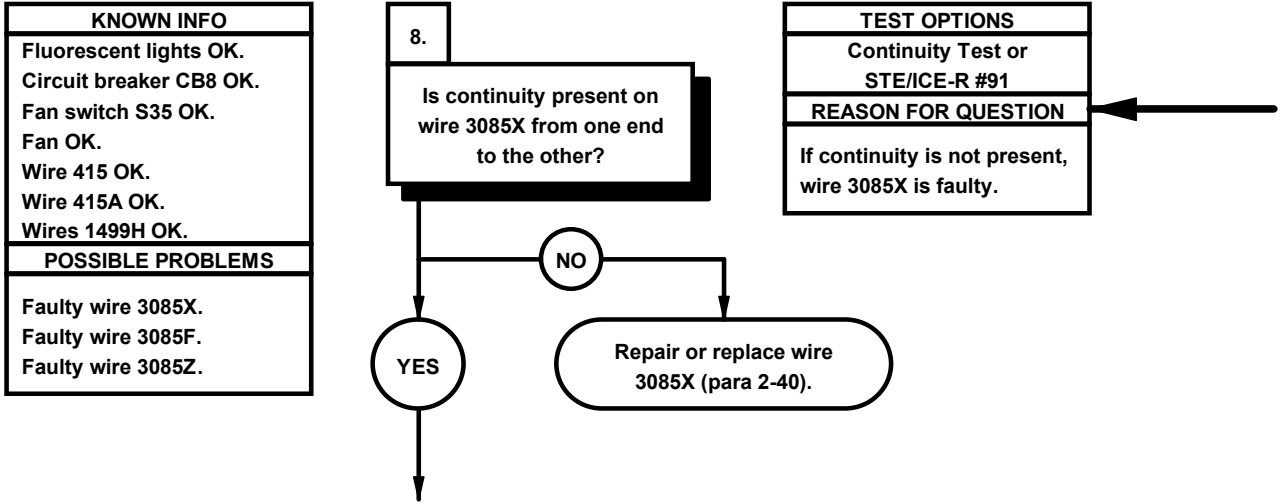 KNOWN INFO
Fluorescent lights OK.
Circuit breaker CB8 OK.
Fan switch S35 OK.
Fan OK.
Wire 415 OK.
Wire 415A OK.
Wires 1499H OK.
POSSIBLE PROBLEMS
Faulty wire 3085X.
Faulty wire 3085F.
Faulty wire 3085Z.
8.
Is continuity present on
wire 3085X from one end
to the other?
NO
YES
Repair or replace wire
3085X (para 2-40).
TEST OPTIONS
Continuity Test or
STE/ICE-R #91
REASON FOR QUESTION
If continuity is not present,
wire 3085X is faulty.